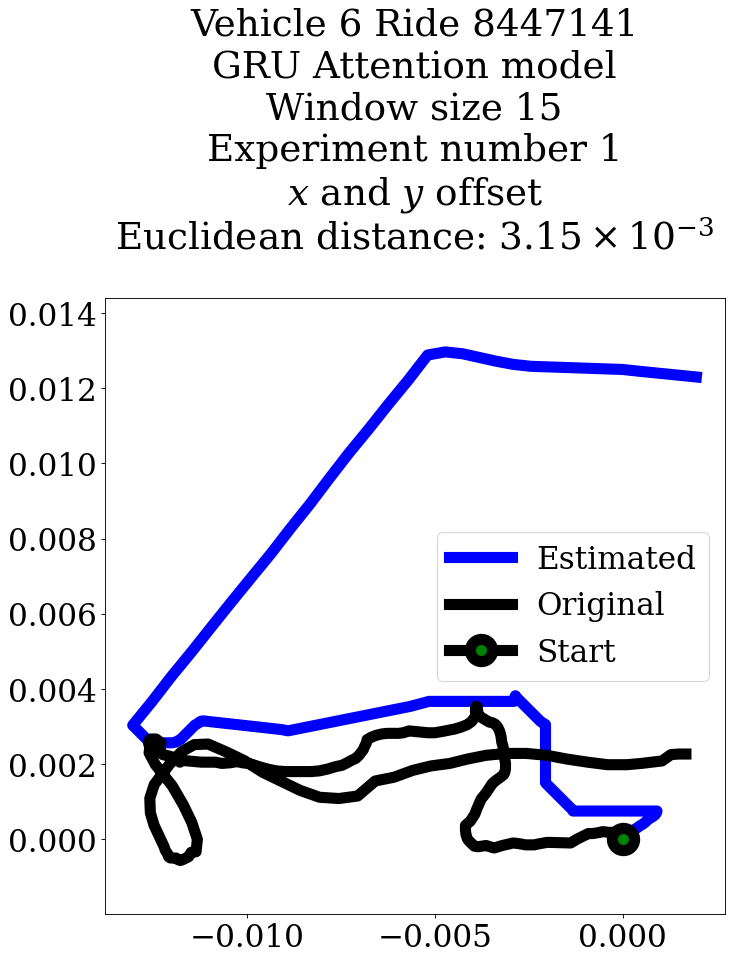 Vehicle 6 Ride 8447141
GRU Attention model
Window size 15
Experiment number 1
x and y offset
Euclidean distance: 3.15 × 10⁻³
0.014
0.012
0.010
0.008
0.006
0.004
0.002
0.000
Estimated
Original
Start
−0.010
−0.005
0.000